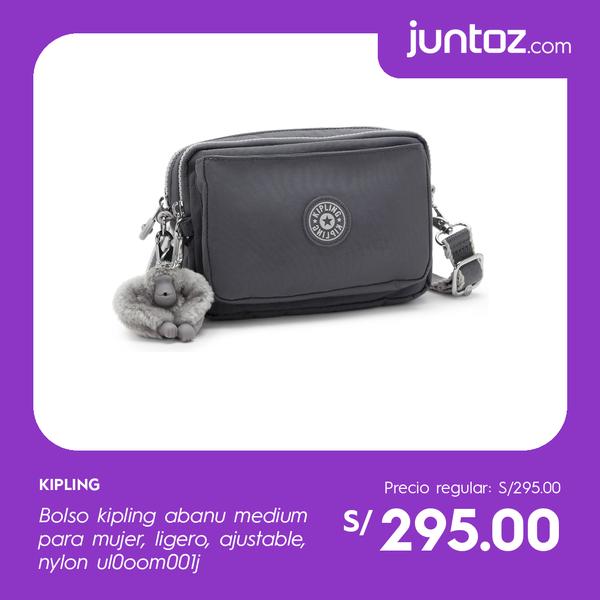 juntoz.com
KIPLING
KIPLING
KIPLING
Bolso kipling abanu medium
para mujer, ligero, ajustable,
nylon ul0oom001j
Precio regular: S/295.00
S/ 295.00